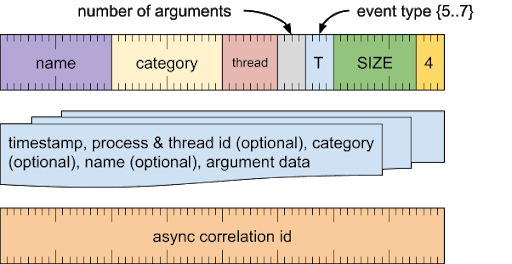 number of arguments
event type {5..7}
name
category
thread
T
SIZE
4
timestamp, process & thread id (optional), category
(optional), name (optional), argument data
async correlation id